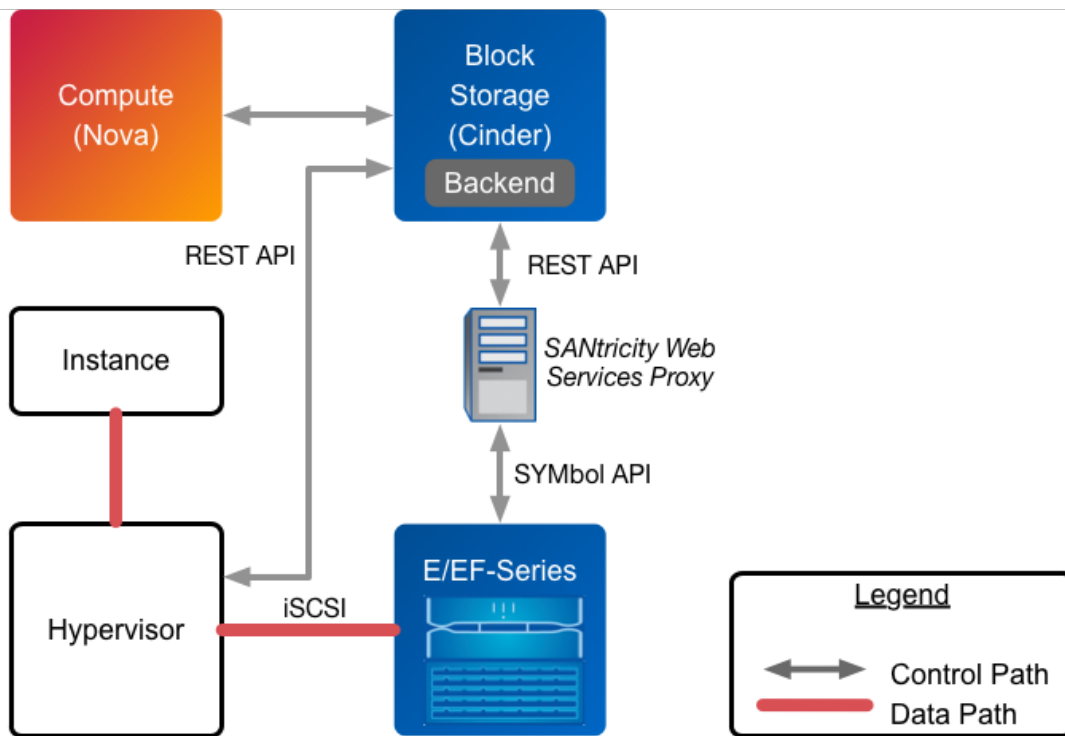 Compute
(Nova)
Block
Storage
(Cinder)
Backend
REST API
REST API
Instance
SANtricity Web
Services Proxy
SYMbol API
Hypervisor
iSCSI
E/EF-Series
Legend
Control Path
Data Path